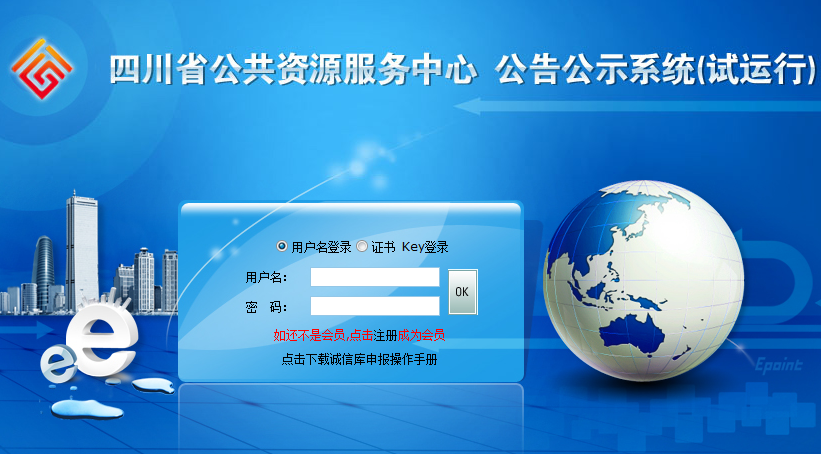 四川省公共资源服务中心 公告公示系统(试运行)
用户名登录 证书 Key登录
用户名：
OK
密 码：
如还不是会员,点击注册成为会员
点击下载诚信库申报操作手册
Epoint
e
e